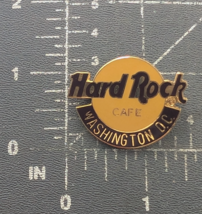 2
Hard Rock
CAFE
WASHINGTON D.C.
1
0
IN 0 1